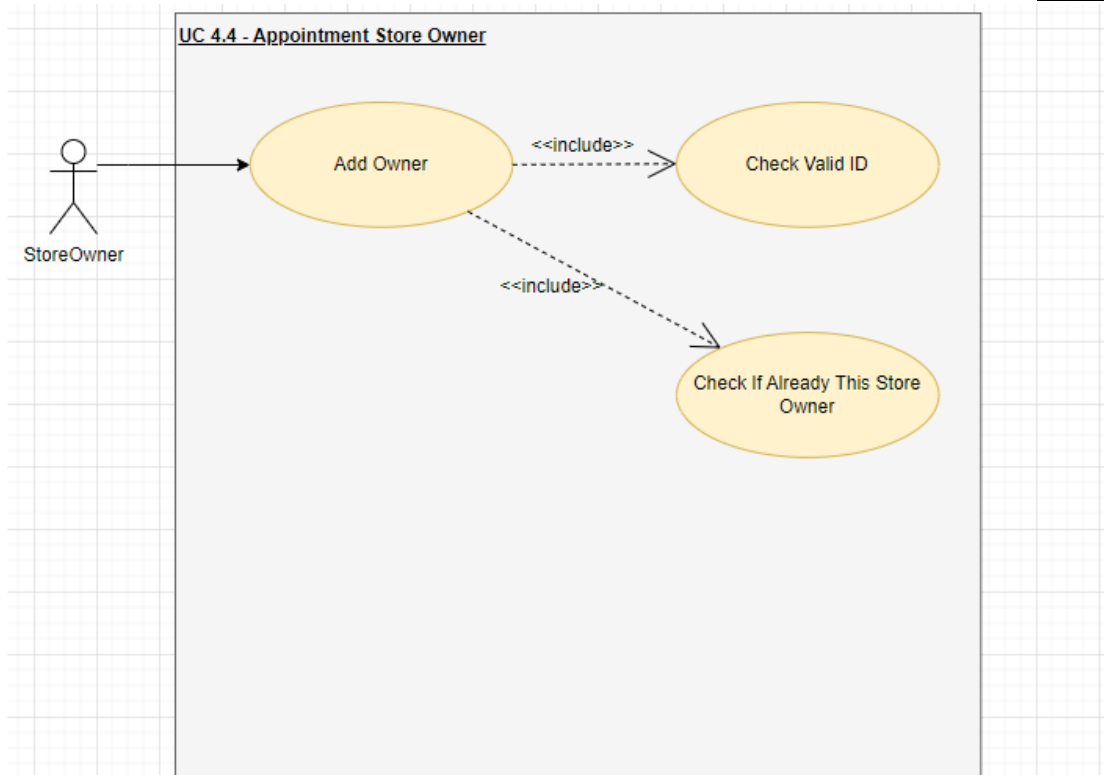 UC 4.4 - Appointment Store Owner
<<include>>
Add Owner
Check Valid ID
StoreOwner
<<include>>
Check If Already This Store
Owner